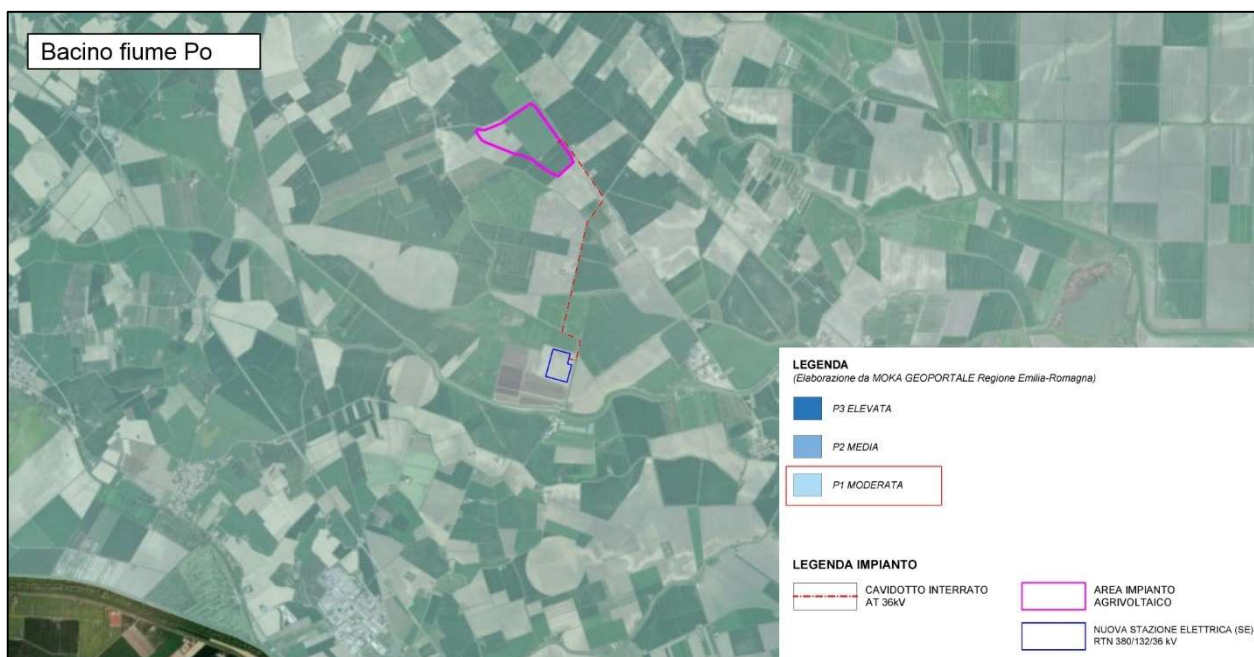 Bacino fiume Po
LEGENDA
(Elaborazione da MOKA GEOPORTALE Regione Emilia-Romagna)
P3 ELEVATA
P2 MEDIA
P1 MODERATA
LEGENDA IMPIANTO
CAVIDOTTO INTERRATO
AT 36kV
AREA IMPIANTO
AGRIVOLTAICO
NUOVA STAZIONE ELETTRICA (SE)
RTN 380/132/36 kV